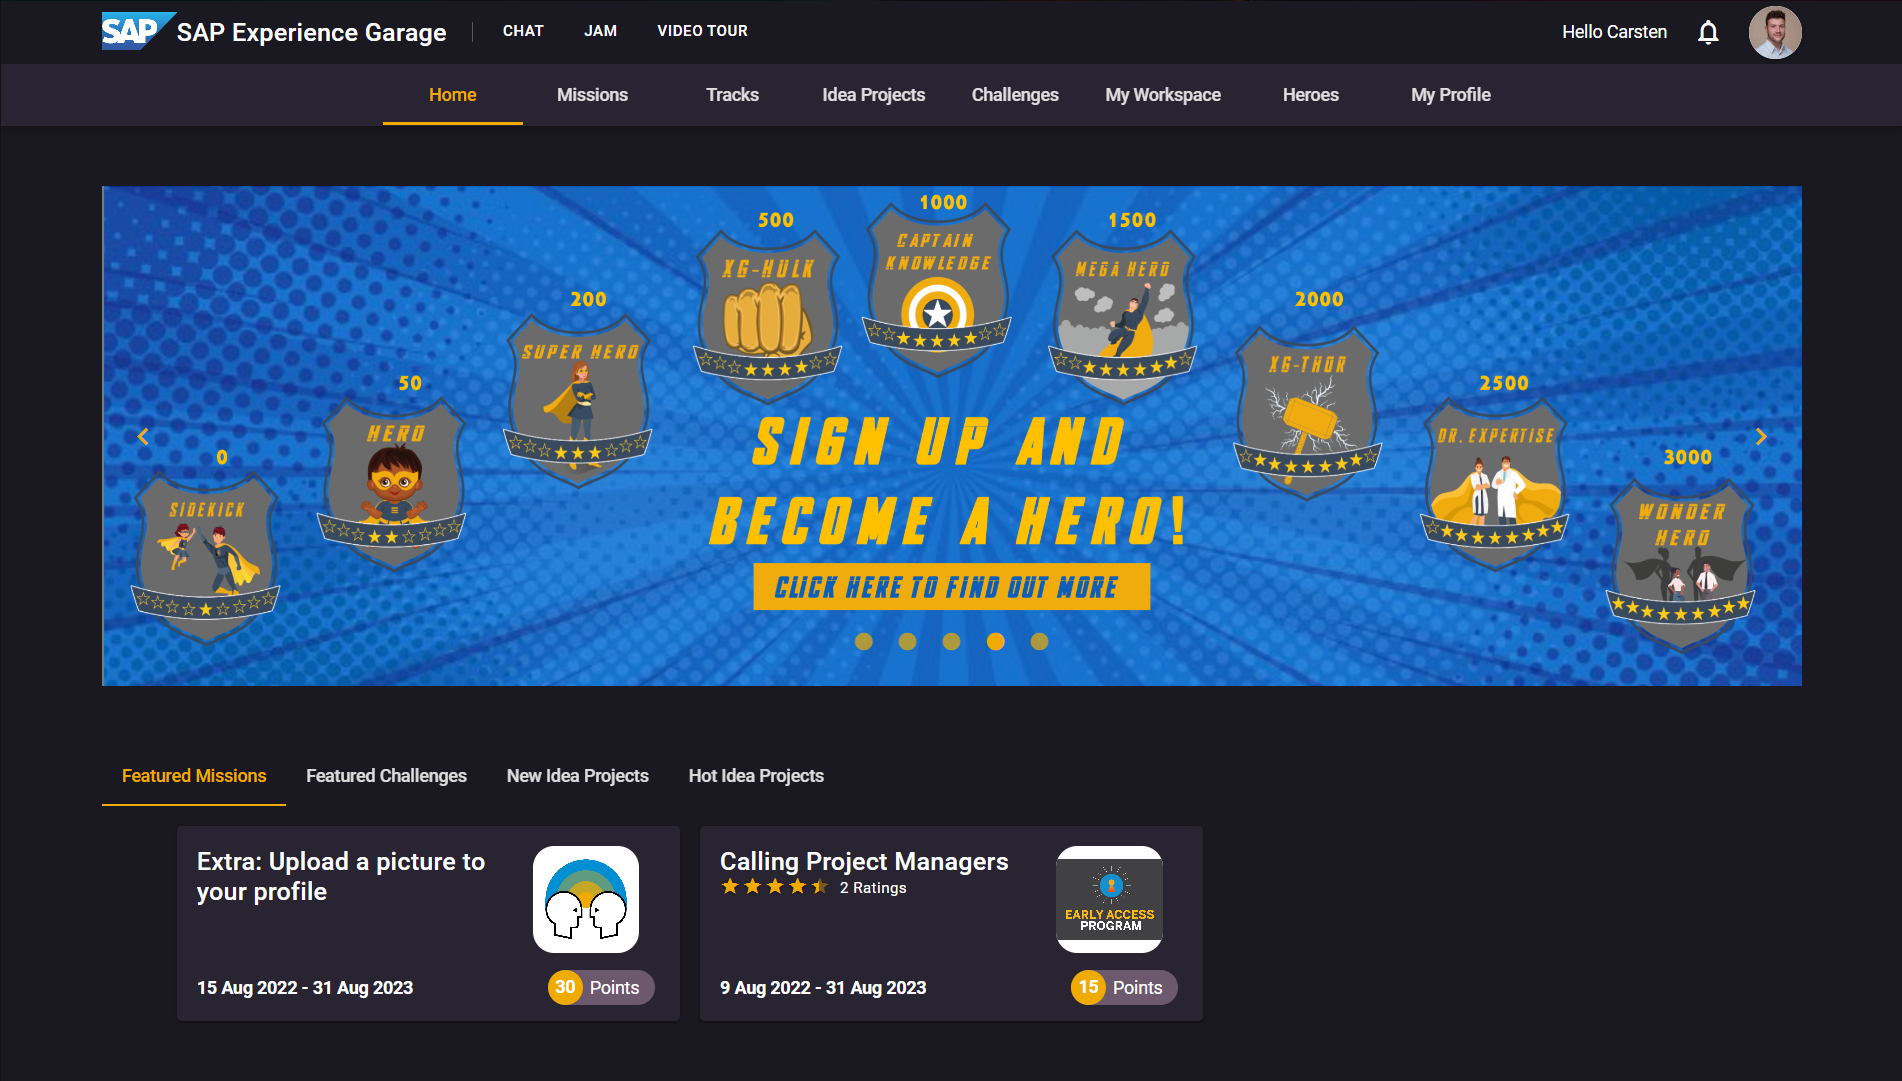 SAP SAP Experience Garage CHAT JAM VIDEO TOUR Hello Carsten
Home Missions Tracks Idea Projects Challenges My Workspace Heroes My Profile
0
SIDEKICK
50
HERO
200
SUPER HERO
500
XG-HULK
1000
CAPTAIN
KNOWLEDGE
1500
MEGA HERO
2000
XG-THOR
2500
DR. EXPERTISE
3000
WONDER
HERO
SIGN UP AND
BECOME A HERO!
CLICK HERE TO FIND OUT MORE
Featured Missions Featured Challenges New Idea Projects Hot Idea Projects
Extra: Upload a picture to
your profile
15 Aug 2022 - 31 Aug 2023
30 Points
Calling Project Managers
2 Ratings
EARLY ACCESS
PROGRAM
9 Aug 2022 - 31 Aug 2023
15 Points